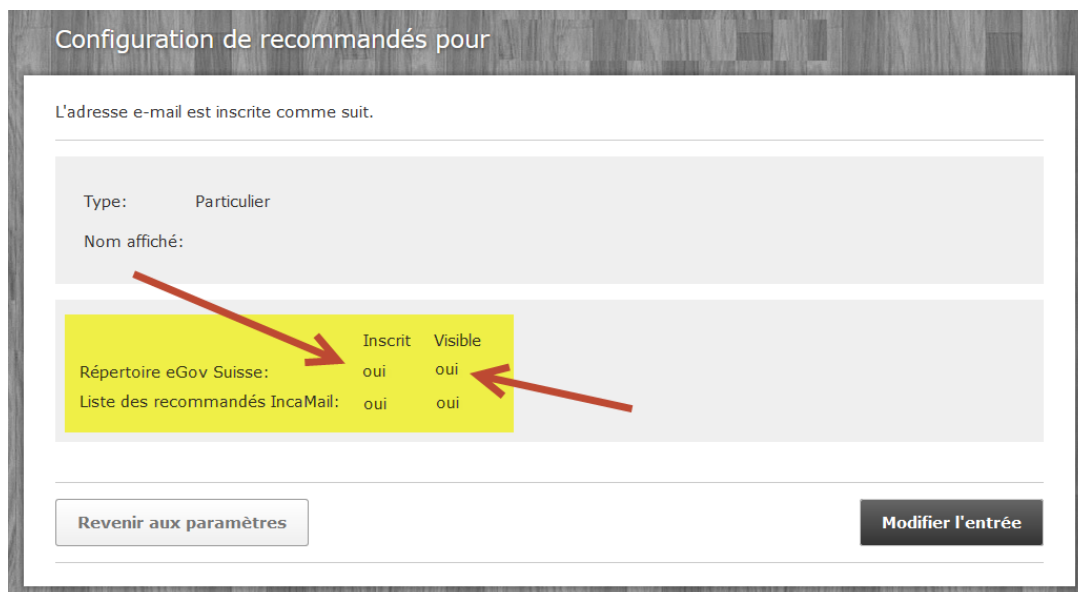 Configuration de recommandés pour
L'adresse e-mail est inscrite comme suit.
Type: Particulier
Nom affiché:
Inscrit Visible
Répertoire eGov Suisse: oui oui
Liste des recommandés IncaMail: oui oui
Revenir aux paramètres Modifier l'entrée